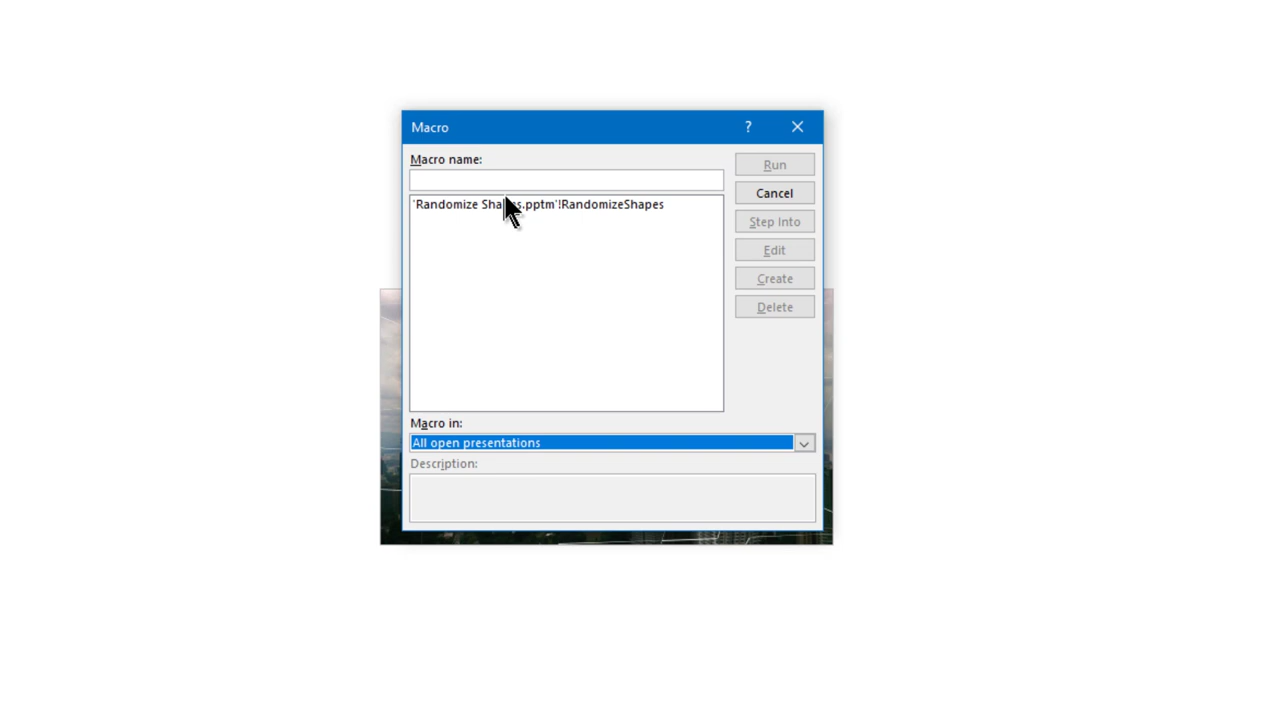 Macro
?
Macro name:
Run
Cancel
'Randomize Shapes.pptm'!RandomizeShapes
Step Into
Edit
Create
Delete
Macro in:
All open presentations
Description: